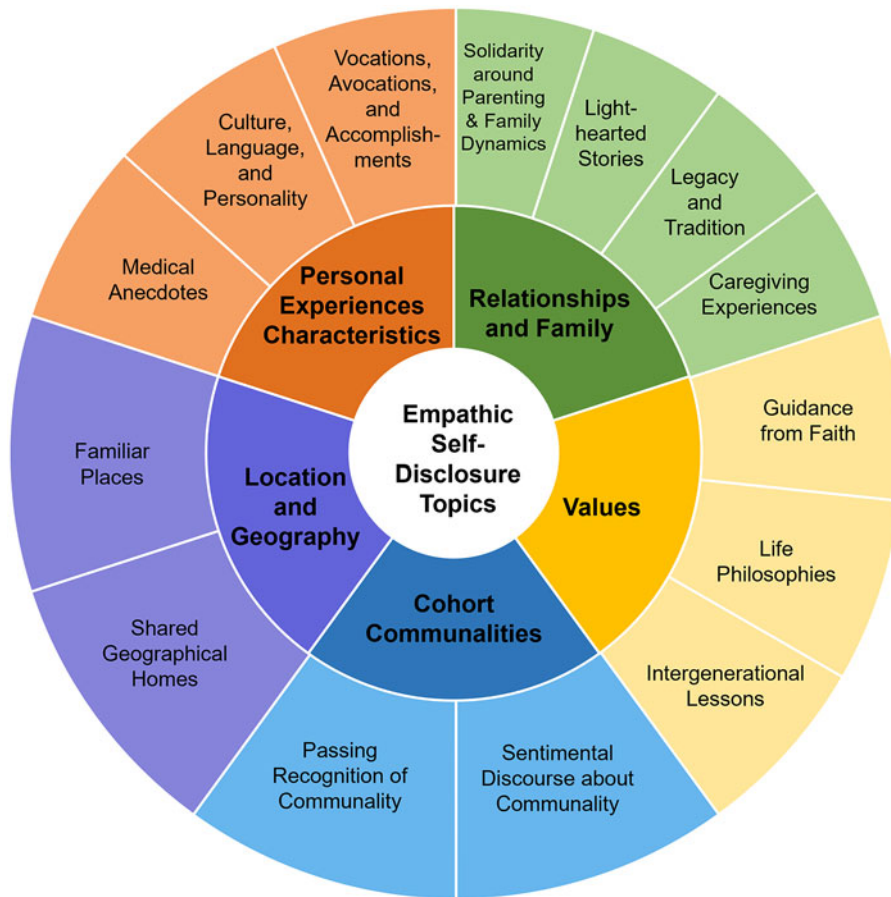 Empathic
Self-
Disclosure
Topics
Relationships
and Family
Solidarity
around
Parenting
& Family
Dynamics
Light-
hearted
Stories
Legacy
and
Tradition
Caregiving
Experiences
Values
Guidance
from Faith
Life
Philosophies
Intergenerational
Lessons
Cohort
Communalities
Sentimental
Discourse about
Communality
Passing
Recognition of
Communality
Location
and
Geography
Shared
Geographical
Homes
Familiar
Places
Personal
Experiences
Characteristics
Medical
Anecdotes
Culture,
Language,
and
Personality
Vocations,
Avocations,
and
Accomplish-
ments